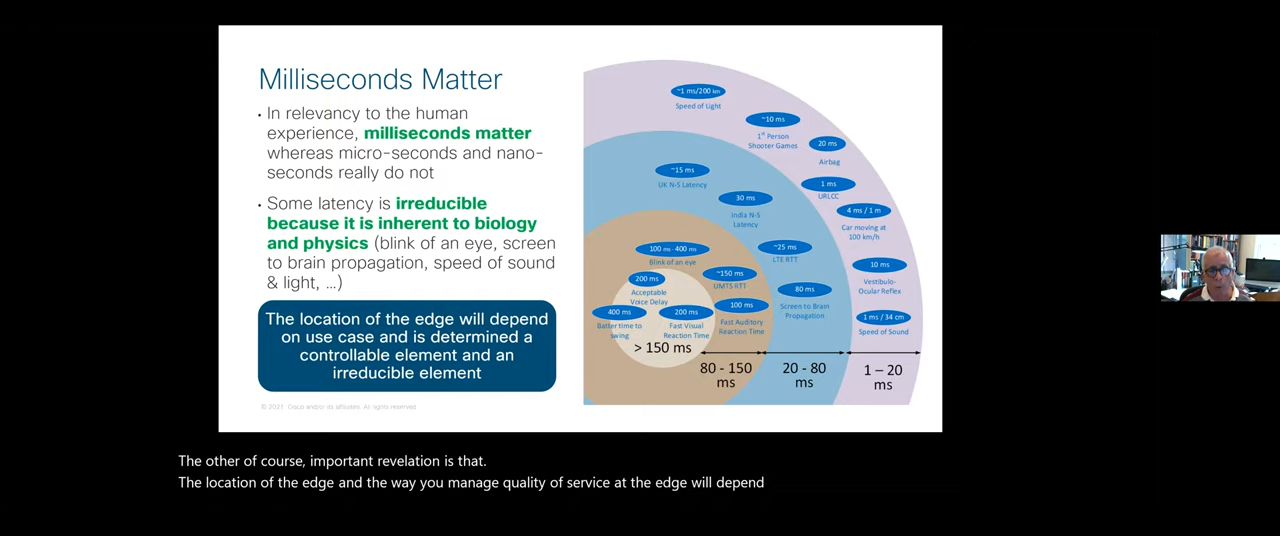 Milliseconds Matter
• In relevancy to the human
experience, milliseconds matter
whereas micro-seconds and nano-
seconds really do not
• Some latency is irreducible
because it is inherent to biology
and physics (blink of an eye, screen
to brain propagation, speed of sound
& light, ...)
The location of the edge will depend
on use case and is determined a
controllable element and an
irreducible element
© 2021 Cisco and/or its affiliates. All rights reserved.
~1 ms/200 km
Speed of Light
~10 ms
1st Person
Shooter Games
20 ms
Airbag
1 ms
URLCC
4 ms / 1 m
Car moving at
100 km/h
10 ms
Vestibulo-
Ocular Reflex
1 ms / 34 cm
Speed of Sound
~15 ms
UK N-S Latency
30 ms
India N-S
Latency
~25 ms
LTE RTT
80 ms
Screen to Brain
Propagation
100 ms - 400 ms
Blink of an eye
~150 ms
UMTS RTT
100 ms
Fast Auditory
Reaction Time
200 ms
Acceptable
Voice Delay
400 ms
Batter time to
swing
200 ms
Fast Visual
Reaction Time
> 150 ms
80 - 150
ms
20 - 80
ms
1 – 20
ms
The other of course, important revelation is that.
The location of the edge and the way you manage quality of service at the edge will depend